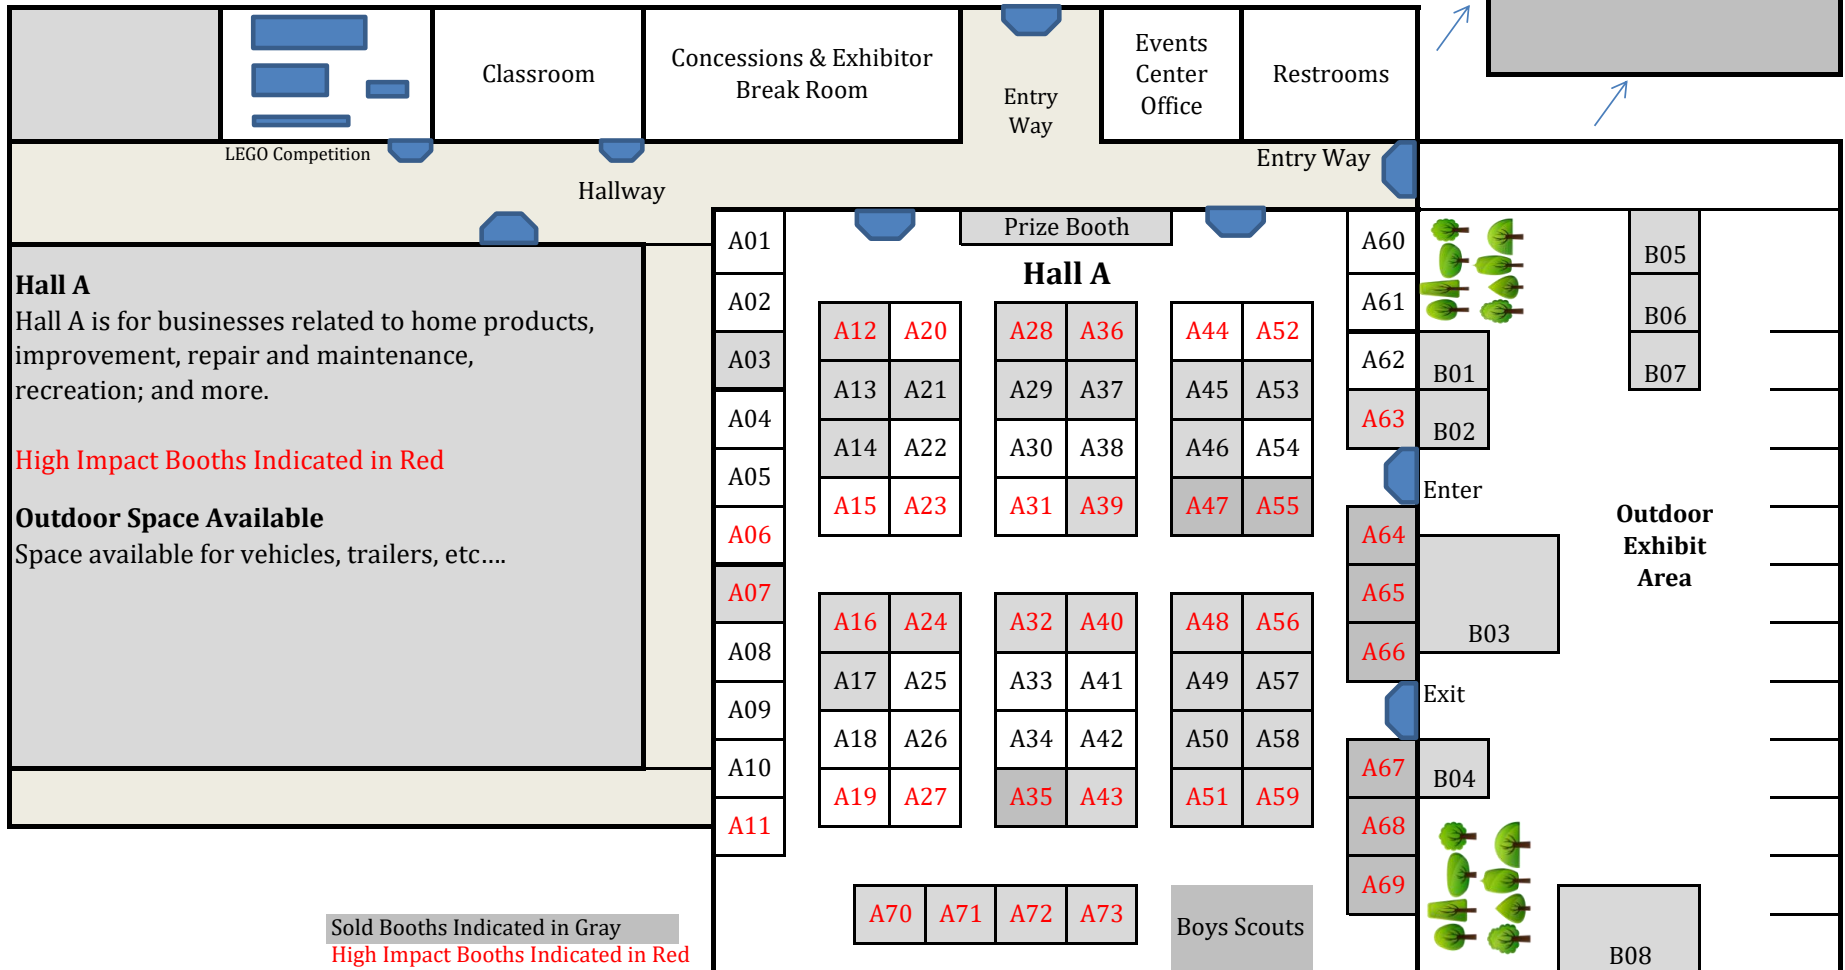 Classroom
Concessions & Exhibitor
Break Room
Entry
Way
Events
Center
Office
Restrooms
LEGO Competition
Hallway
Entry Way
Prize Booth
Hall A
Hall A
Hall A is for businesses related to home products,
improvement, repair and maintenance,
recreation; and more.
High Impact Booths Indicated in Red
Outdoor Space Available
Space available for vehicles, trailers, etc....
A01
A02
A03
A04
A05
A06
A07
A08
A09
A10
A11
A12 A20
A13 A21
A14 A22
A15 A23
A16 A24
A17 A25
A18 A26
A19 A27
A28 A36
A29 A37
A30 A38
A31 A39
A32 A40
A33 A41
A34 A42
A35 A43
A44 A52
A45 A53
A46 A54
A47 A55
A48 A56
A49 A57
A50 A58
A51 A59
A60
A61
A62
A63
A64
A65
A66
A67
A68
A69
A70 A71 A72 A73
Boys Scouts
B01
B02
Enter
B03
Exit
B04
B05
B06
B07
Outdoor
Exhibit
Area
B08
Sold Booths Indicated in Gray
High Impact Booths Indicated in Red